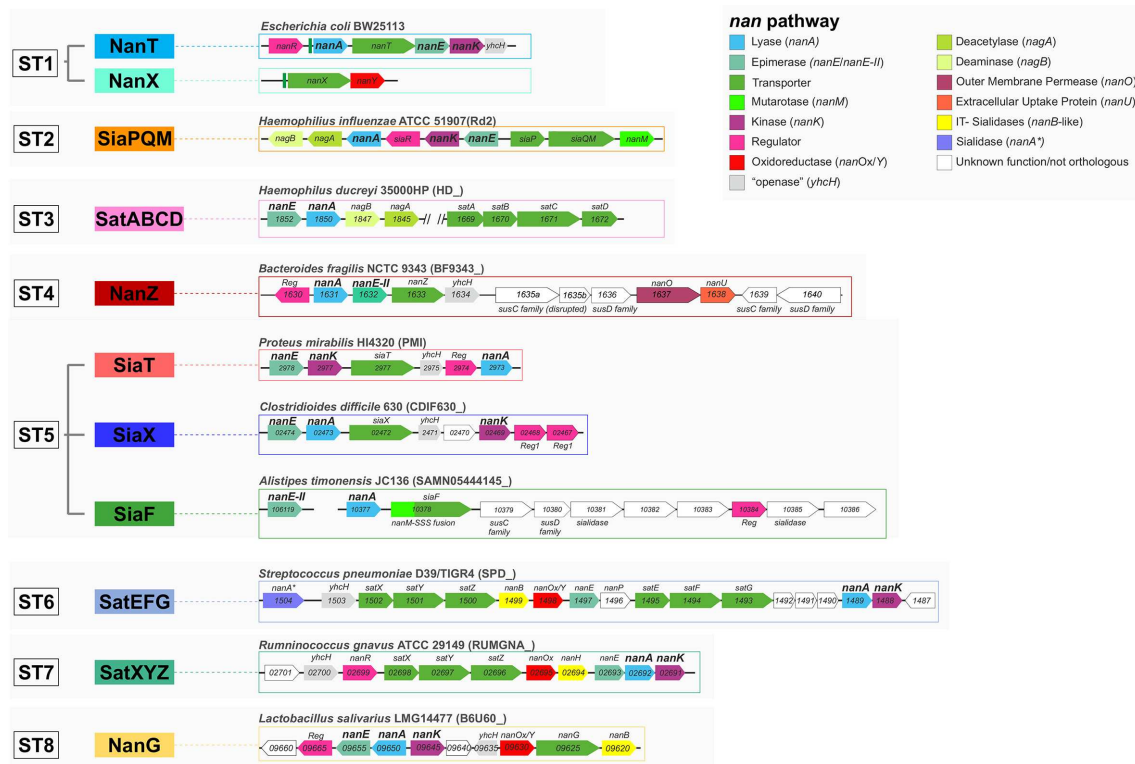 nan pathway
Lyase (nanA)
Epimerase (nanE/nanE-II)
Transporter
Mutarotase (nanM)
Kinase (nanK)
Regulator
Oxidoreductase (nanOx/Y)
“openase” (yhcH)
Deacetylase (nagA)
Deaminase (nagB)
Outer Membrane Permease (nanO)
Extracellular Uptake Protein (nanU)
IT- Sialidases (nanB-like)
Sialidase (nanA*)
Unknown function/not orthologous
ST1
NanT
Escherichia coli BW25113
nanR nanA nanT nanE nanK yhcH
NanX
nanX nanY
ST2
SiaPQM
Haemophilius influenzae ATCC 51907(Rd2)
nagB nagA nanA siaR nanK nanE siaP siaQM nanM
ST3
SatABCD
Haemophilus ducreyi 35000HP (HD_)
nanE nanA nagB nagA satA satB satC satD
1852 1850 1847 1845 // // 1669 1670 1671 1672
ST4
NanZ
Bacteroides fragilis NCTC 9343 (BF9343_)
Reg nanA nanE-II nanZ yhcH nanO nanU
1630 1631 1632 1633 1634 1635a 1635b 1636 1637 1638 1639 1640
susC family (disrupted) susD family susC family susD family
ST5
SiaT
Proteus mirabilis HI4320 (PMI)
nanE nanK siaT yhcH Reg nanA
2978 2977 2977 2975 2974 2973
SiaX
Clostridioides difficile 630 (CDIF630_)
nanE nanA siaX yhcH nanK
02474 02473 02472 2471 02470 02469 02468 02467
Reg1 Reg1
SiaF
Alistipes timonensis JC136 (SAMN05444145_)
nanE-II nanA siaF
106119 10377 10378 10379 10380 10381 10382 10383 10384 10385 10386
nanM-SSS fusion susC family susD family sialidase Reg sialidase
ST6
SatEFG
Streptococcus pneumoniae D39/TIGR4 (SPD_)
nanA* yhcH satX satY satZ nanB nanOx/Y nanE nanP satE satF satG nanA nanK
1504 1503 1502 1501 1500 1499 1498 1497 1496 1495 1494 1493 1492 1491 1490 1489 1488 1487
ST7
SatXYZ
Ruminococcus gnavus ATCC 29149 (RUMGNA_)
yhcH nanR satX satY satZ nanOx nanH nanE nanA nanK
02701 02700 02699 02698 02697 02696 02695 02694 02693 02692 02691
ST8
NanG
Lactobacillus salivarius LMG14477 (B6U60_)
Reg nanE nanA nanK yhcH nanOx/Y nanG nanB
09660 09665 09655 09650 09645 09640 09635 09630 09625 09620